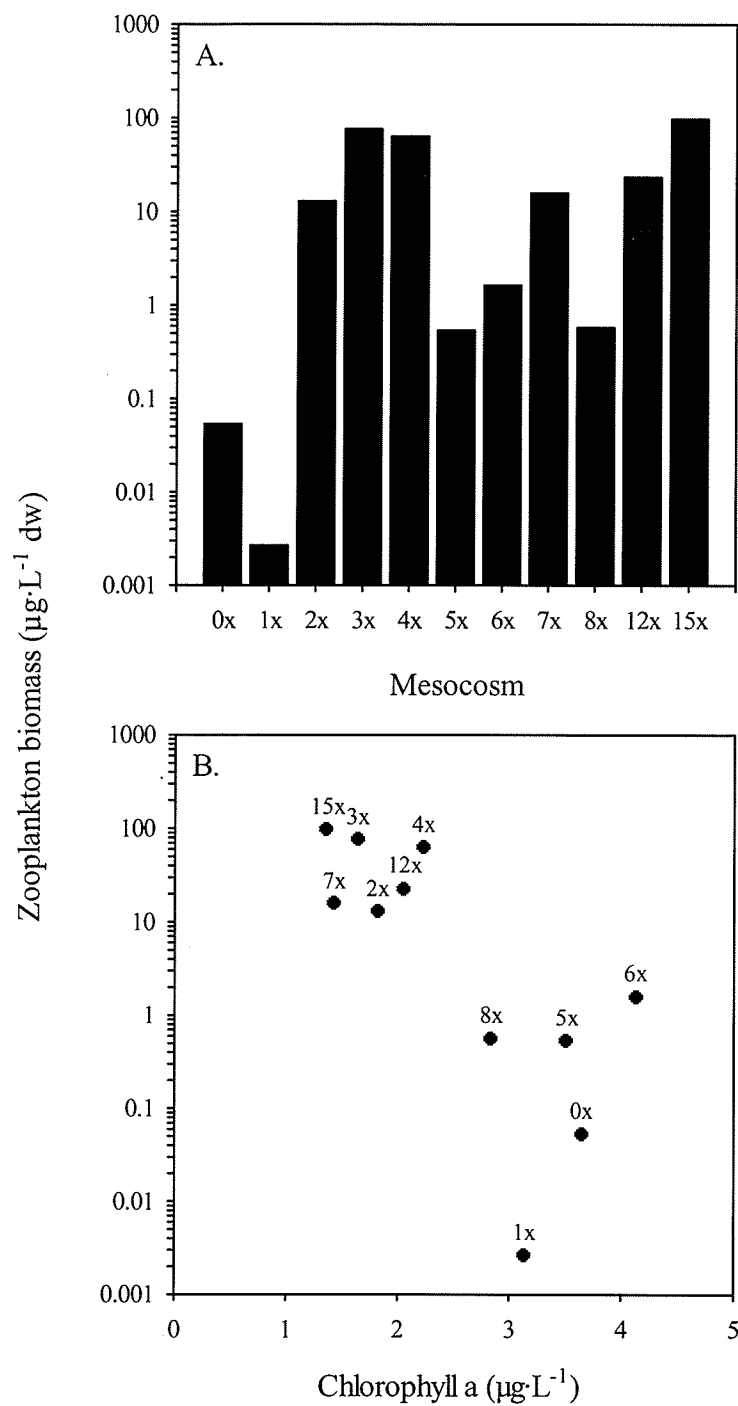 Zooplankton biomass (µg·L-1 dw)
A.
1000
100
10
1
0.1
0.01
0.001
0x 1x 2x 3x 4x 5x 6x 7x 8x 12x 15x
Mesocosm
B.
1000
100
10
1
0.1
0.01
0.001
15x 3x 4x
7x 2x 12x
6x
8x 5x
0x
1x
0 1 2 3 4 5
Chlorophyll a (µg·L-1)